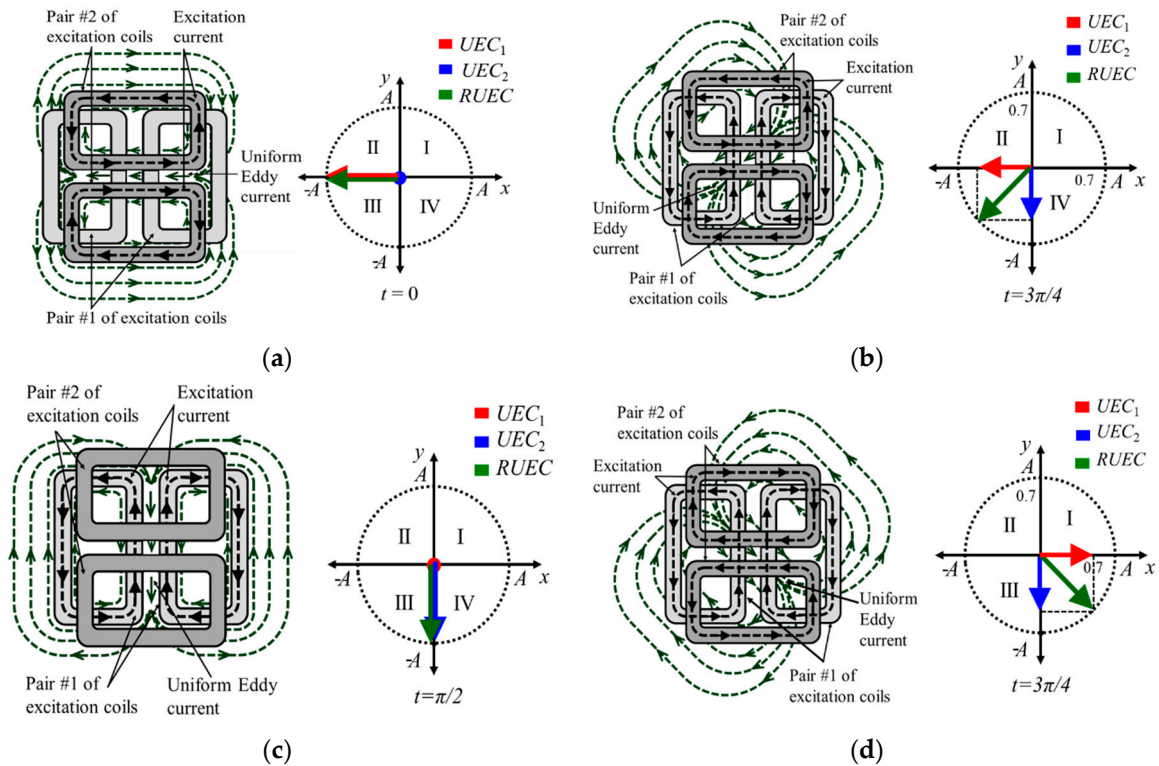 Pair #2 of
excitation coils
Excitation
current
Uniform
Eddy
current
Pair #1 of excitation coils
UEC1
UEC2
RUEC
y
A
II
I
-A
A
x
III
IV
-A
t = 0
(a)
Pair #2 of
excitation coils
Excitation
current
Uniform
Eddy
current
Pair #1 of
excitation coils
UEC1
UEC2
RUEC
y
A
0.7
II
I
-A
0.7
A
x
IV
-A
t=3π/4
(b)
Pair #2 of
excitation coils
Excitation
current
Pair #1 of
excitation coils
Uniform Eddy
current
UEC1
UEC2
RUEC
y
A
II
I
-A
A
x
III
IV
-A
t=π/2
(c)
Pair #2 of
excitation coils
Excitation
current
Uniform
Eddy
current
Pair #1 of
excitation coils
UEC1
UEC2
RUEC
y
A
0.7
II
I
-A
0.7
A
x
III
-A
t=3π/4
(d)